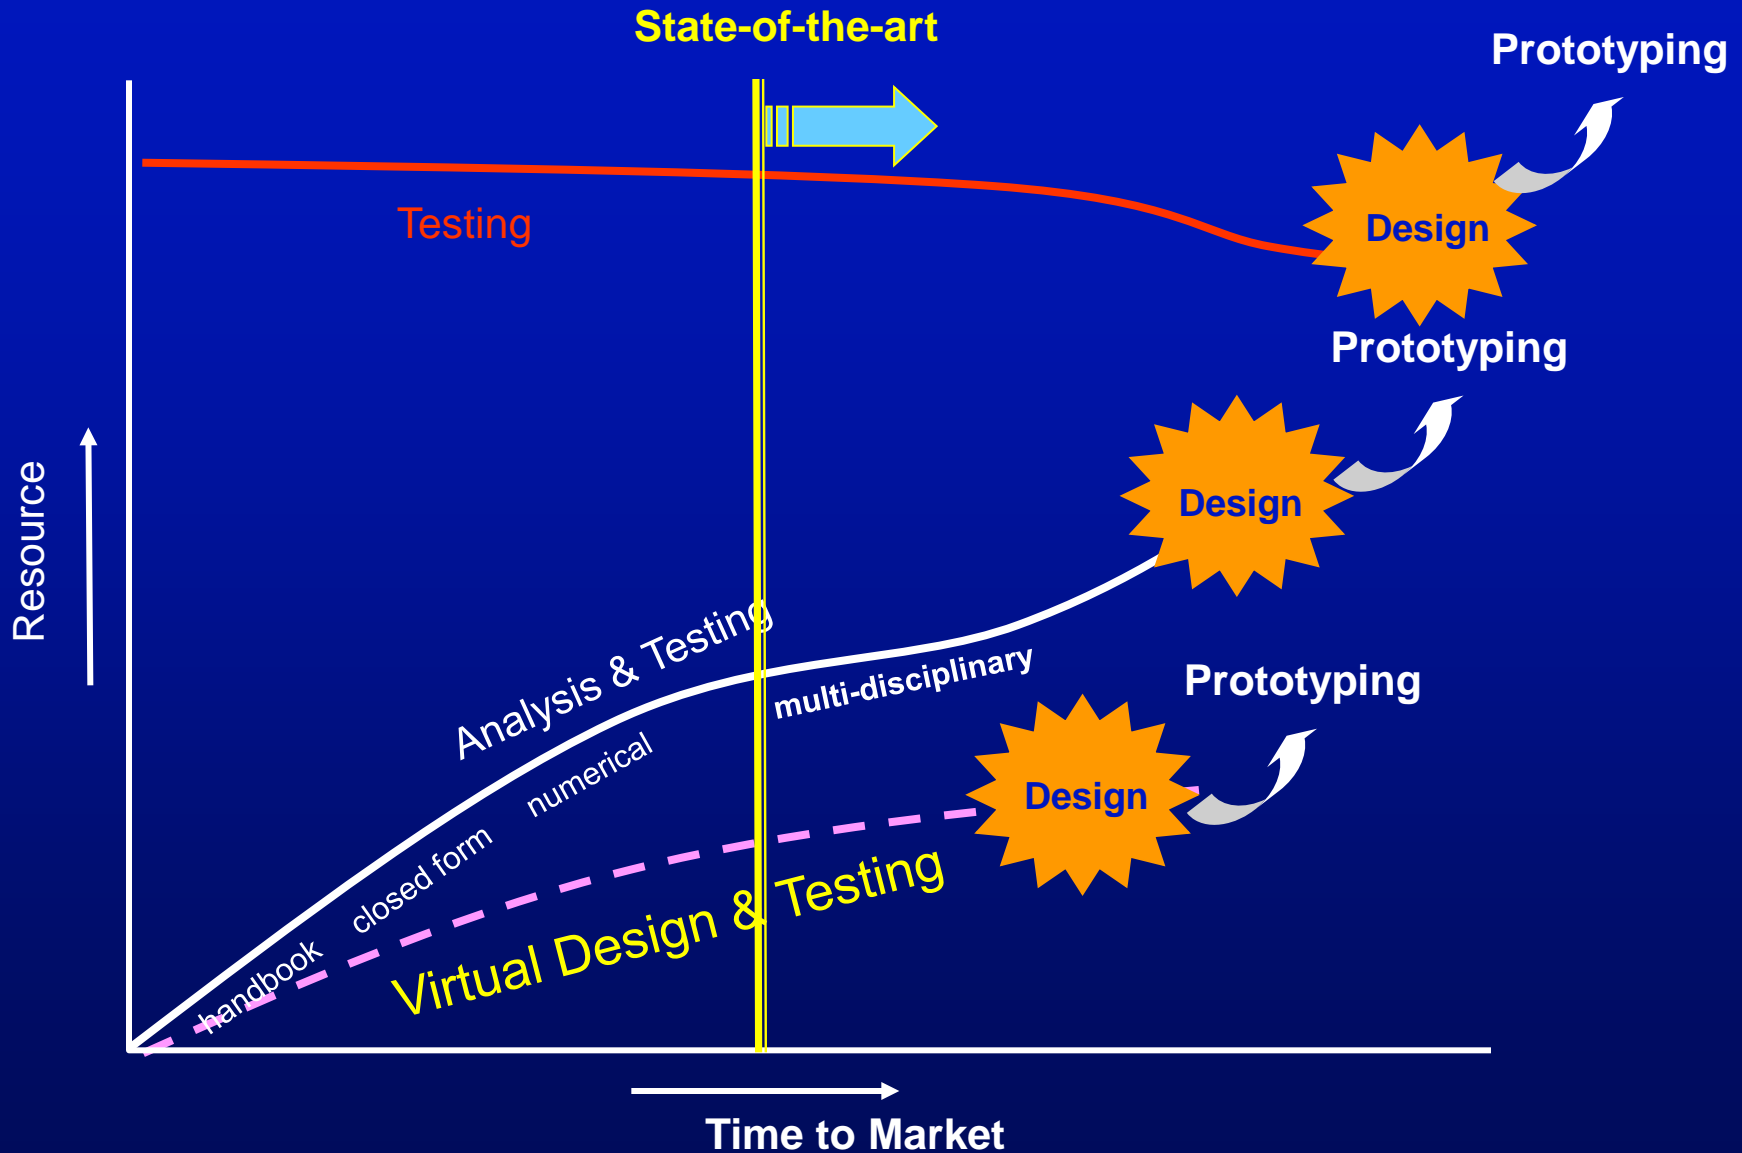 State-of-the-art
Prototyping
Testing
Design
Prototyping
Resource
Design
Analysis & Testing
multi-disciplinary
Prototyping
numerical
Design
closed form
Virtual Design & Testing
handbook
Time to Market